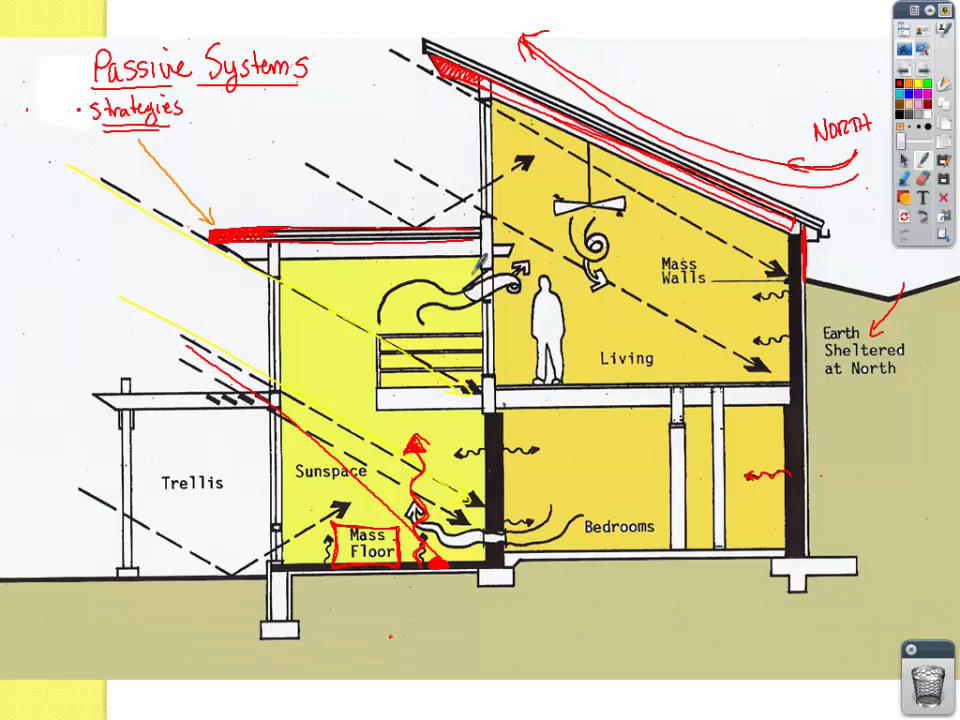 Passive Systems
• strategies
NORTH
Mass
Walls
Earth
Sheltered
at North
Living
Trellis
Sunspace
Mass
Floor
Bedrooms
T